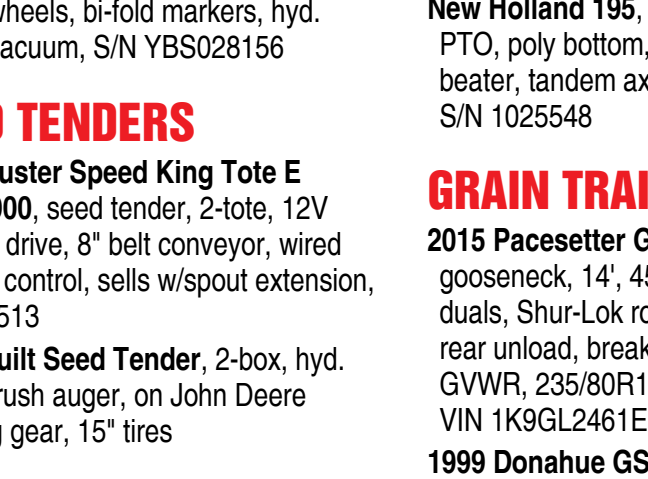 wheels, bi-fold markers, hyd.
acuum, S/N YBS028156
TENDERS
uster Speed King Tote E
00, seed tender, 2-tote, 12V
drive, 8" belt conveyor, wired
control, sells w/spout extension,
513
uilt Seed Tender, 2-box, hyd.
rush auger, on John Deere
gear, 15" tires
New Holland 195,
PTO, poly bottom,
beater, tandem ax
S/N 1025548
GRAIN TRAI
2015 Pacesetter G
gooseneck, 14', 45
duals, Shur-Lok ro
rear unload, break
GVWR, 235/80R1
VIN 1K9GL2461E
1999 Donahue GS